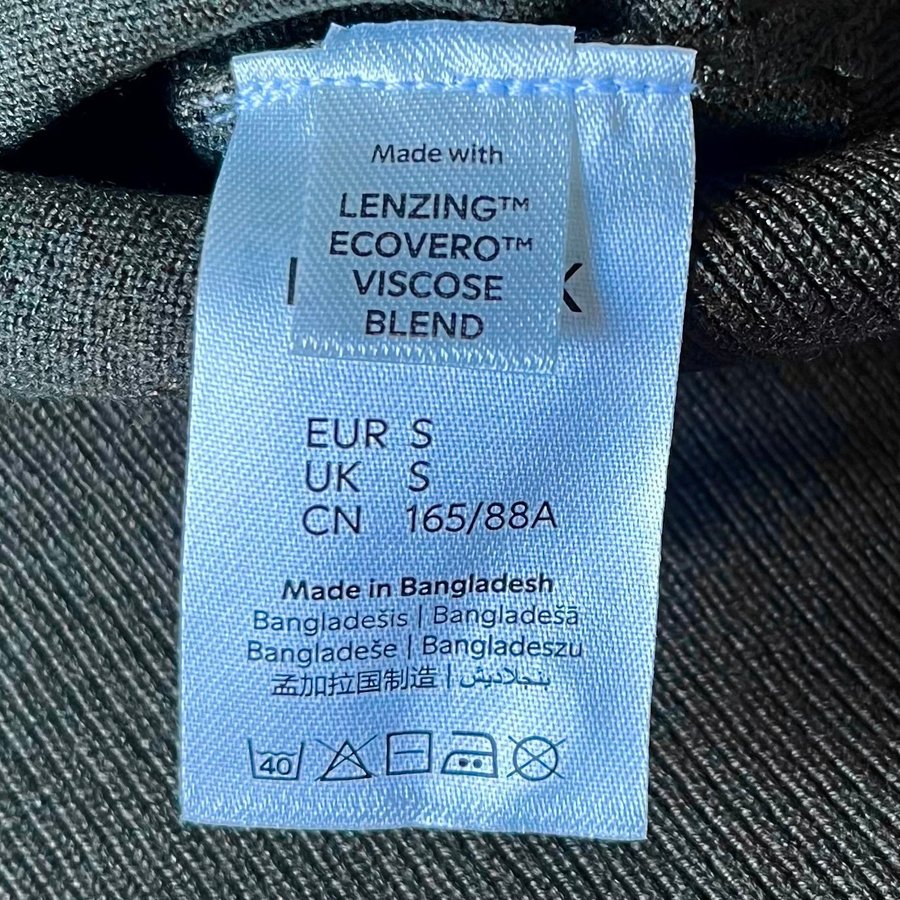 Made with
LENZING™
ECOVERO™
VISCOSE
BLEND
EUR S
UK S
CN 165/88A
Made in Bangladesh
Bangladešis | Bangladešā
Bangladeše | Bangladeszu
孟加拉国制造 | بنجلاديش
40